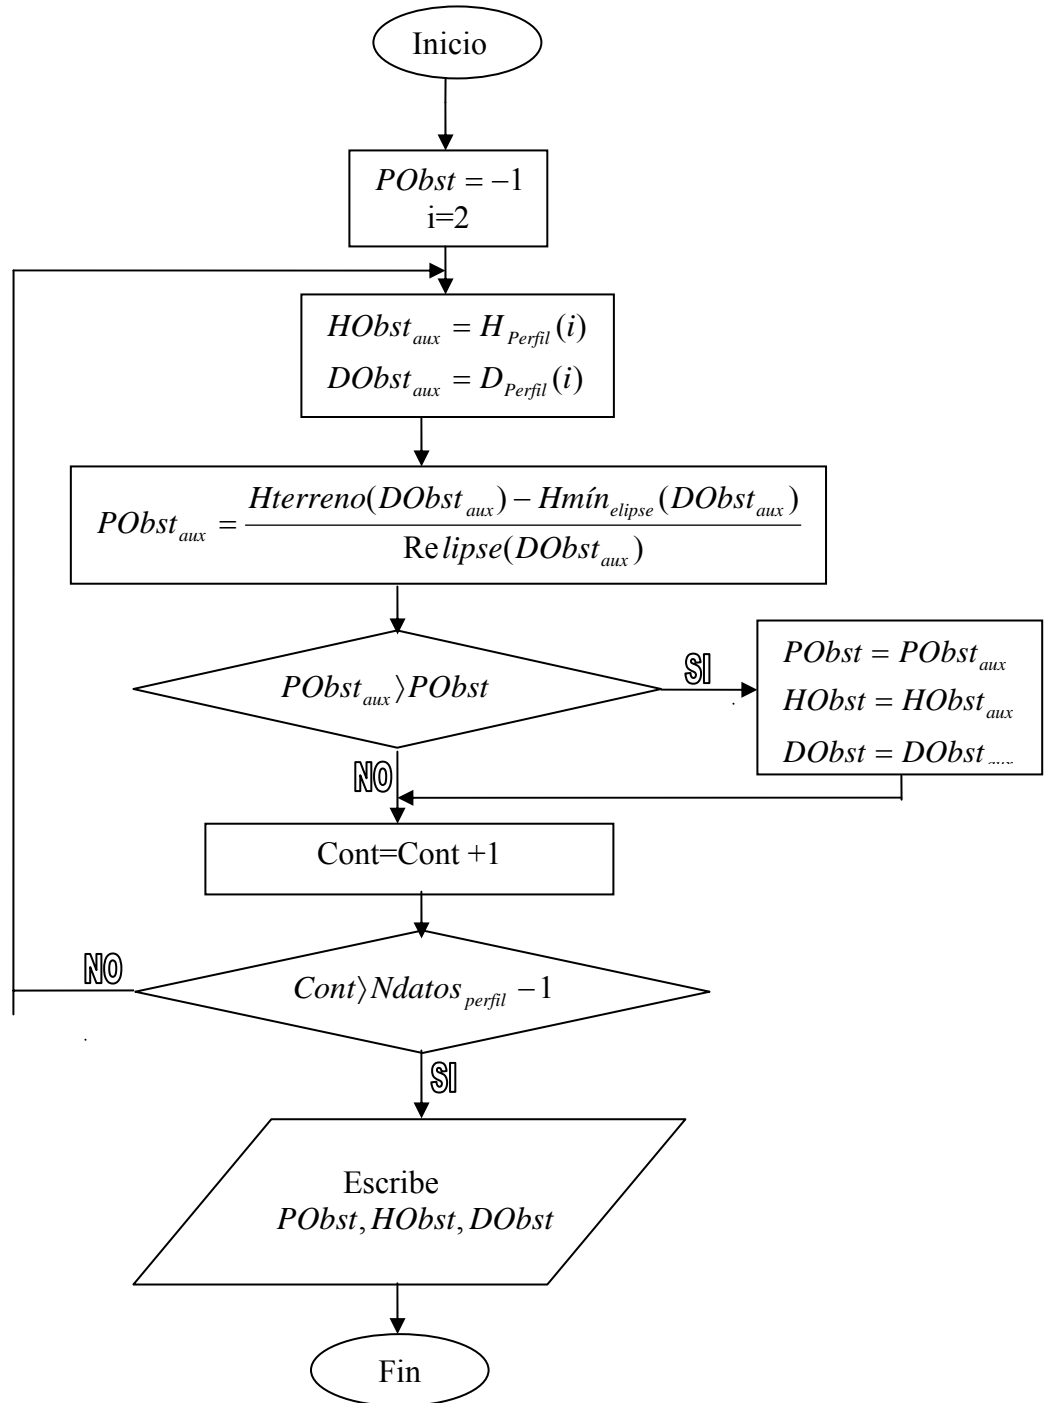 Inicio
PObst = −1
i=2
HObst_aux = H_Perfil(i)
DObst_aux = D_Perfil(i)
PObst_aux = (Hterreno(DObst_aux) − Hmín_elipse(DObst_aux)) / Relipse(DObst_aux)
PObst_aux⟩PObst
SI
PObst = PObst_aux
HObst = HObst_aux
DObst = DObst_aux
NO
Cont=Cont +1
NO
Cont⟩Ndatos_perfil − 1
SI
Escribe
PObst, HObst, DObst
Fin